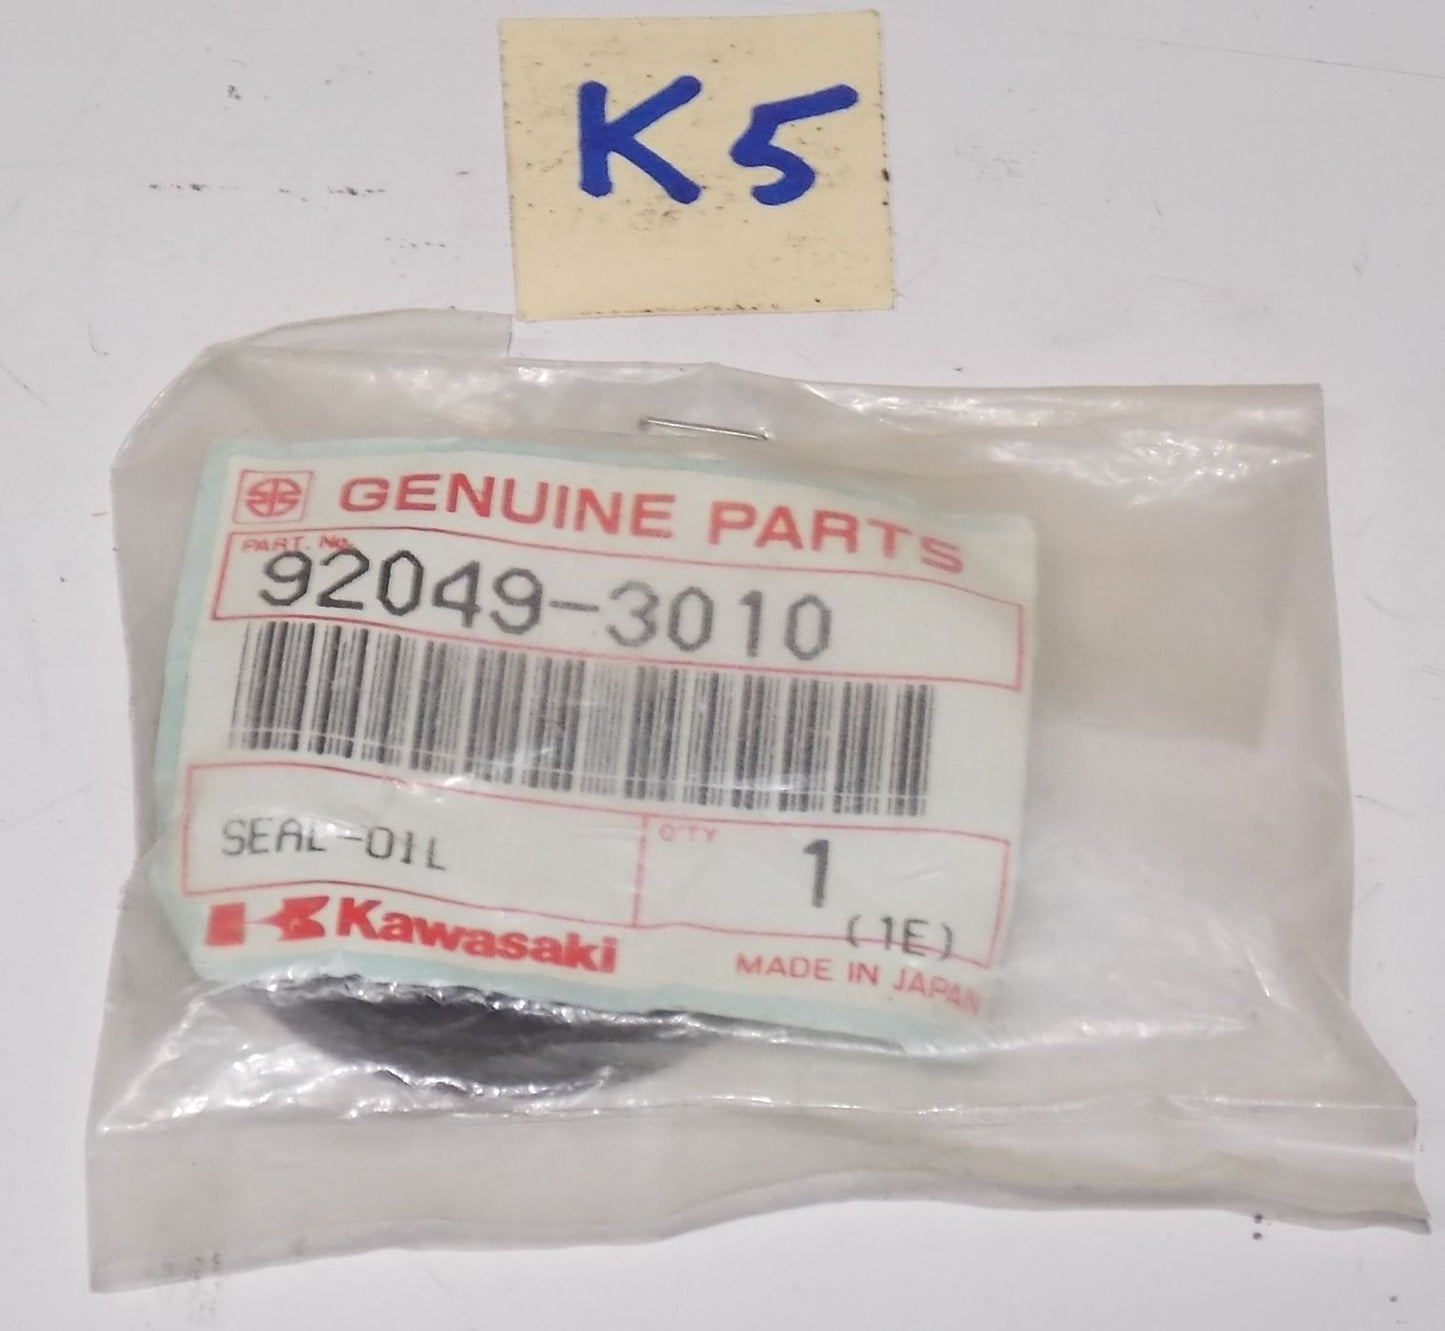 K5
GENUINE PARTS
PART. No.
92049-3010
SEAL-OIL
Q'TY
1
(1E)
Kawasaki
MADE IN JAPAN